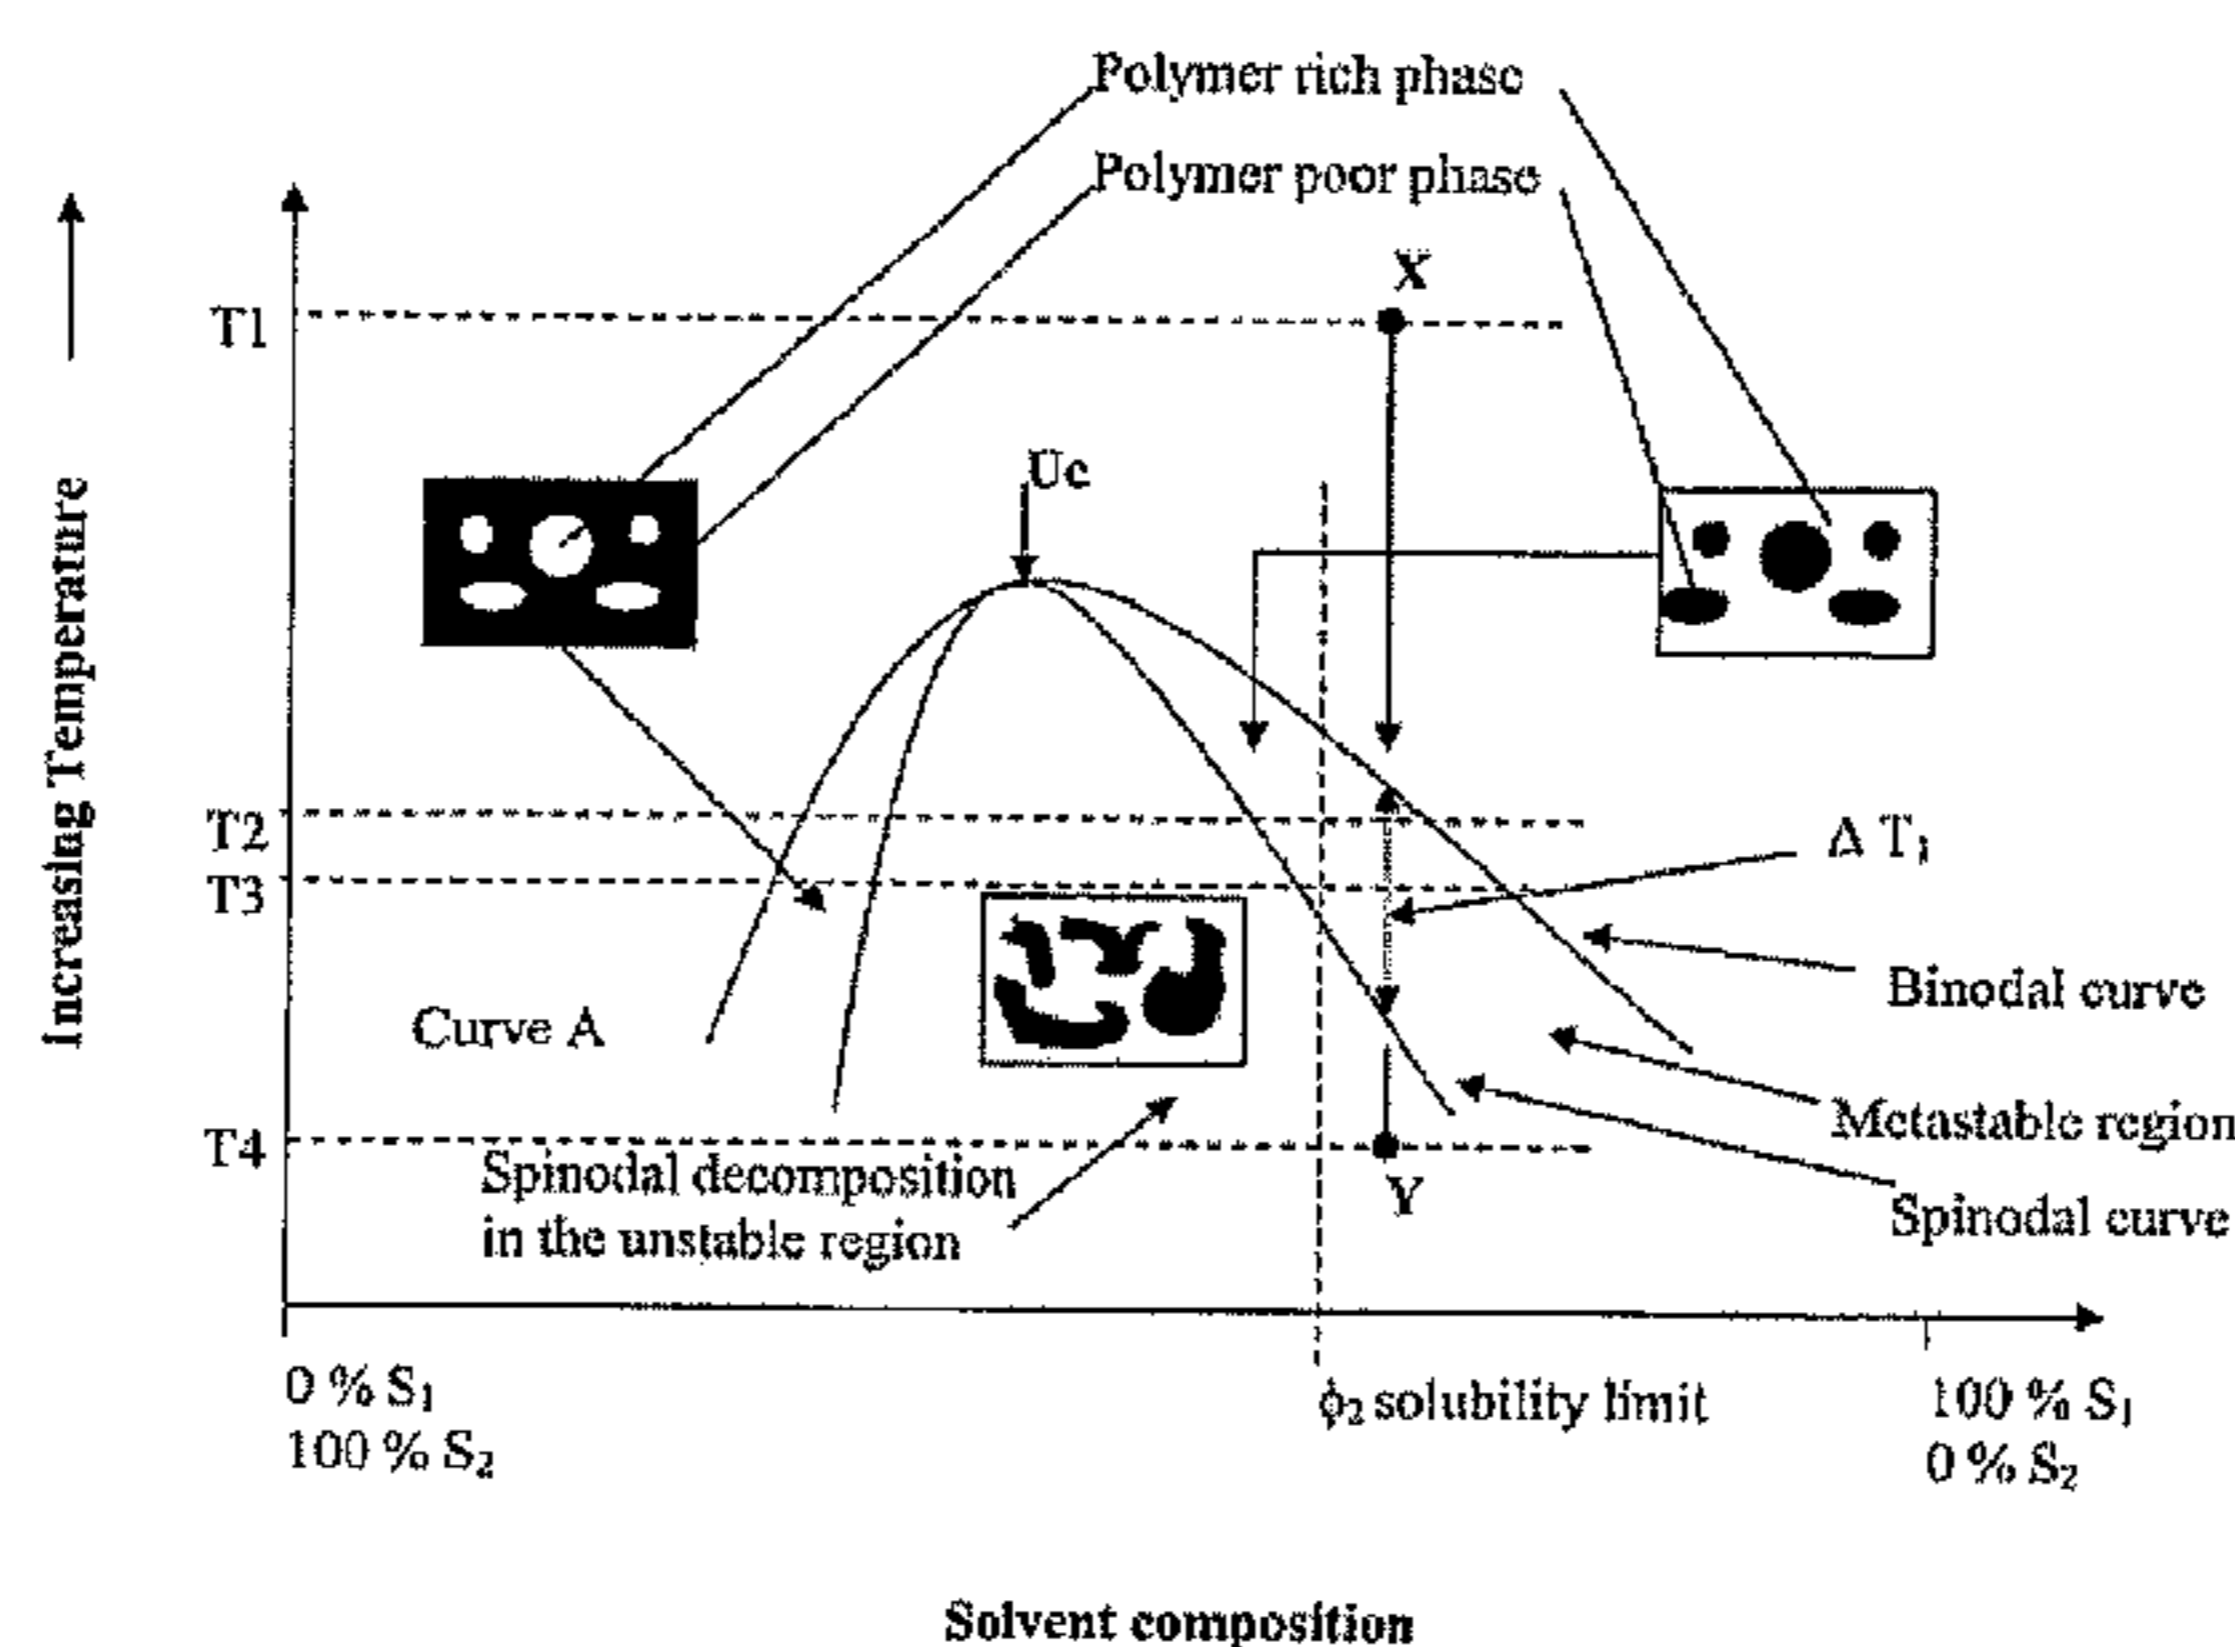 Polymer rich phase
Polymer poor phase
X
T1
Uc
Increasing Temperature
T2
Δ T1
T3
Binodal curve
Curve A
Metastable region
T4
Spinodal decomposition
in the unstable region
Y
Spinodal curve
0 % S1
100 % S2
ϕ2 solubility limit
100 % S1
0 % S2
Solvent composition